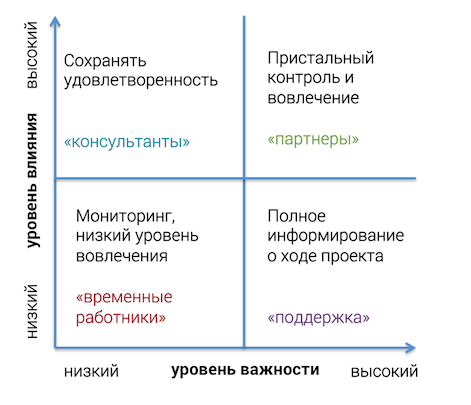 высокий
уровень влияния
низкий
Сохранять
удовлетворенность
«консультанты»
Пристальный
контроль и
вовлечение
«партнеры»
Мониторинг,
низкий уровень
вовлечения
«временные
работники»
Полное
информирование
о ходе проекта
«поддержка»
низкий
уровень важности
высокий